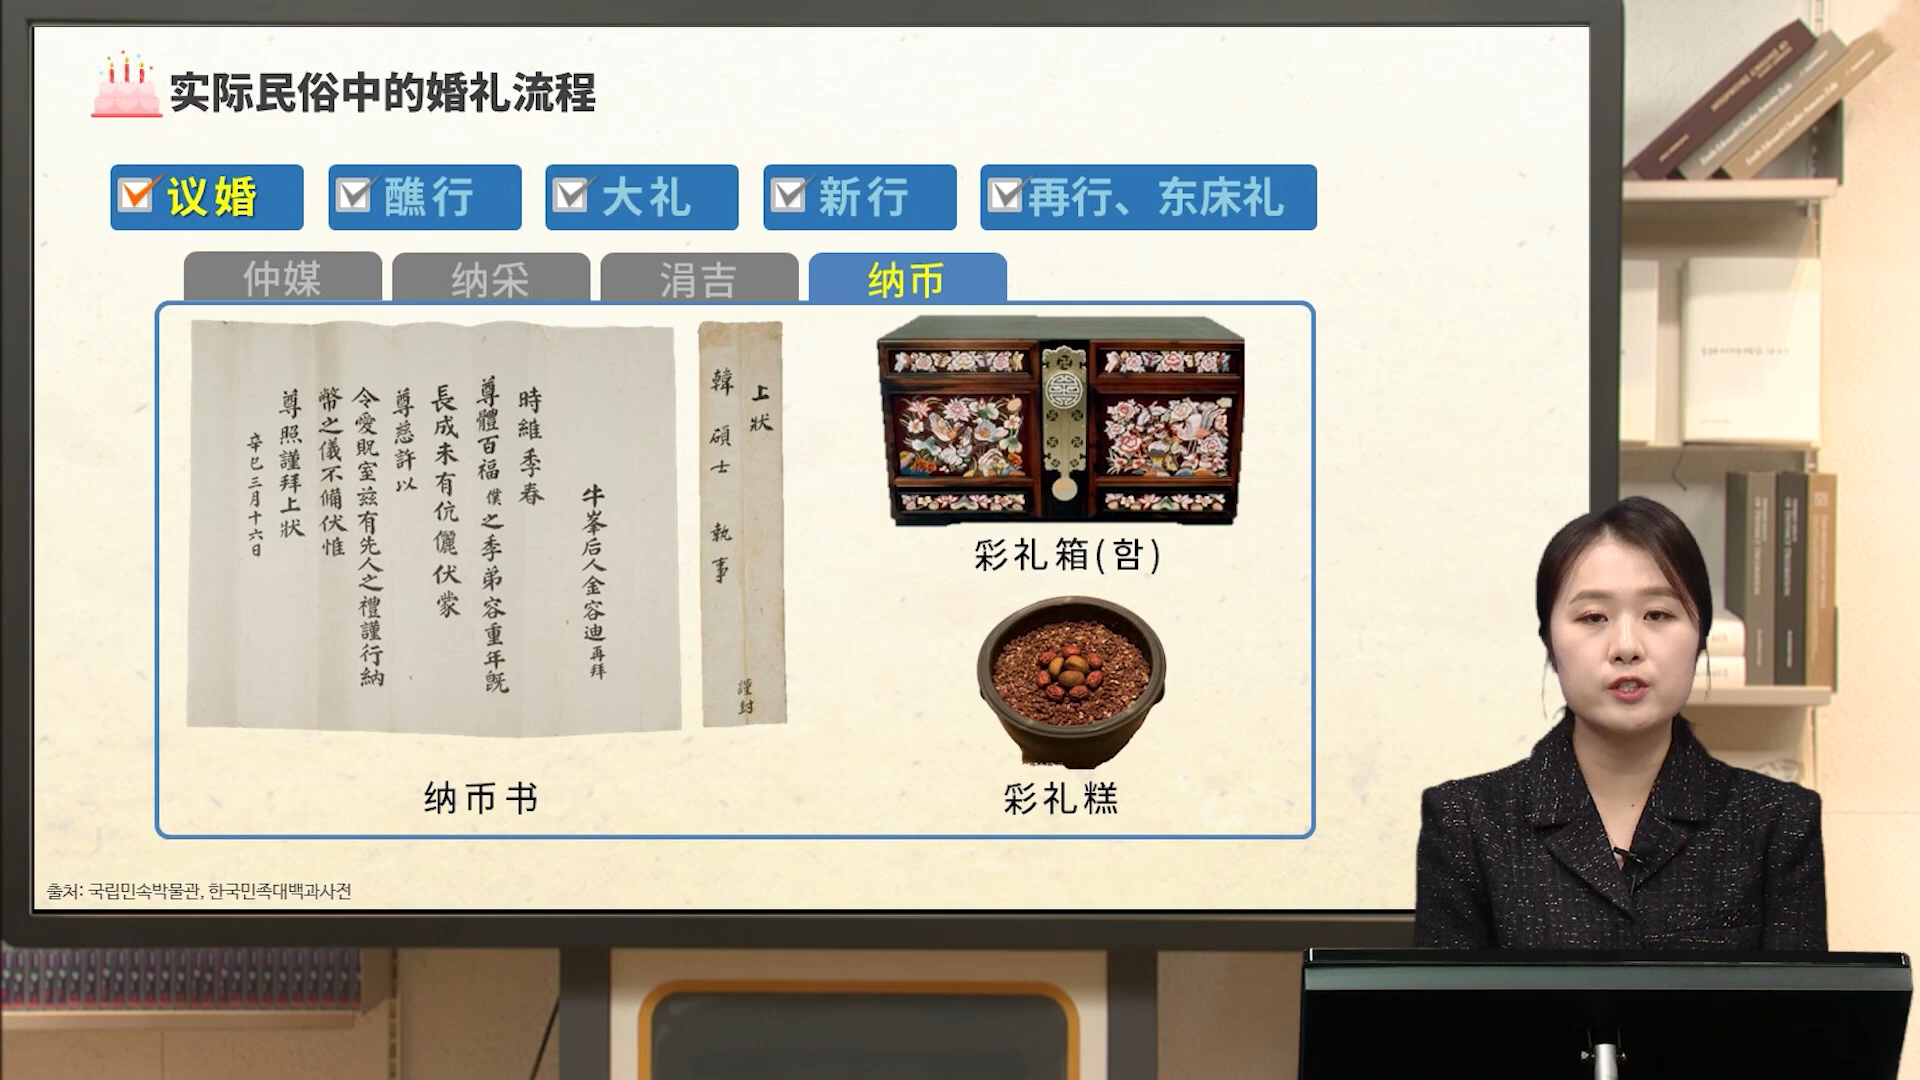 实际民俗中的婚礼流程
议婚
醮行
大礼
新行
再行、东床礼
仲媒
纳采
涓吉
纳币
牛峯后人金容迪再拜
時維季春
尊體百福僕之季弟容重年旣
長成未有伉儷伏蒙
尊慈許以
令愛貺室兹有先人之禮謹行納
幣之儀不備伏惟
尊照謹拜上狀
辛巳三月十六日
上狀
韓碩士 執事
謹封
纳币书
彩礼箱(함)
彩礼糕
출처: 국립민속박물관, 한국민족대백과사전